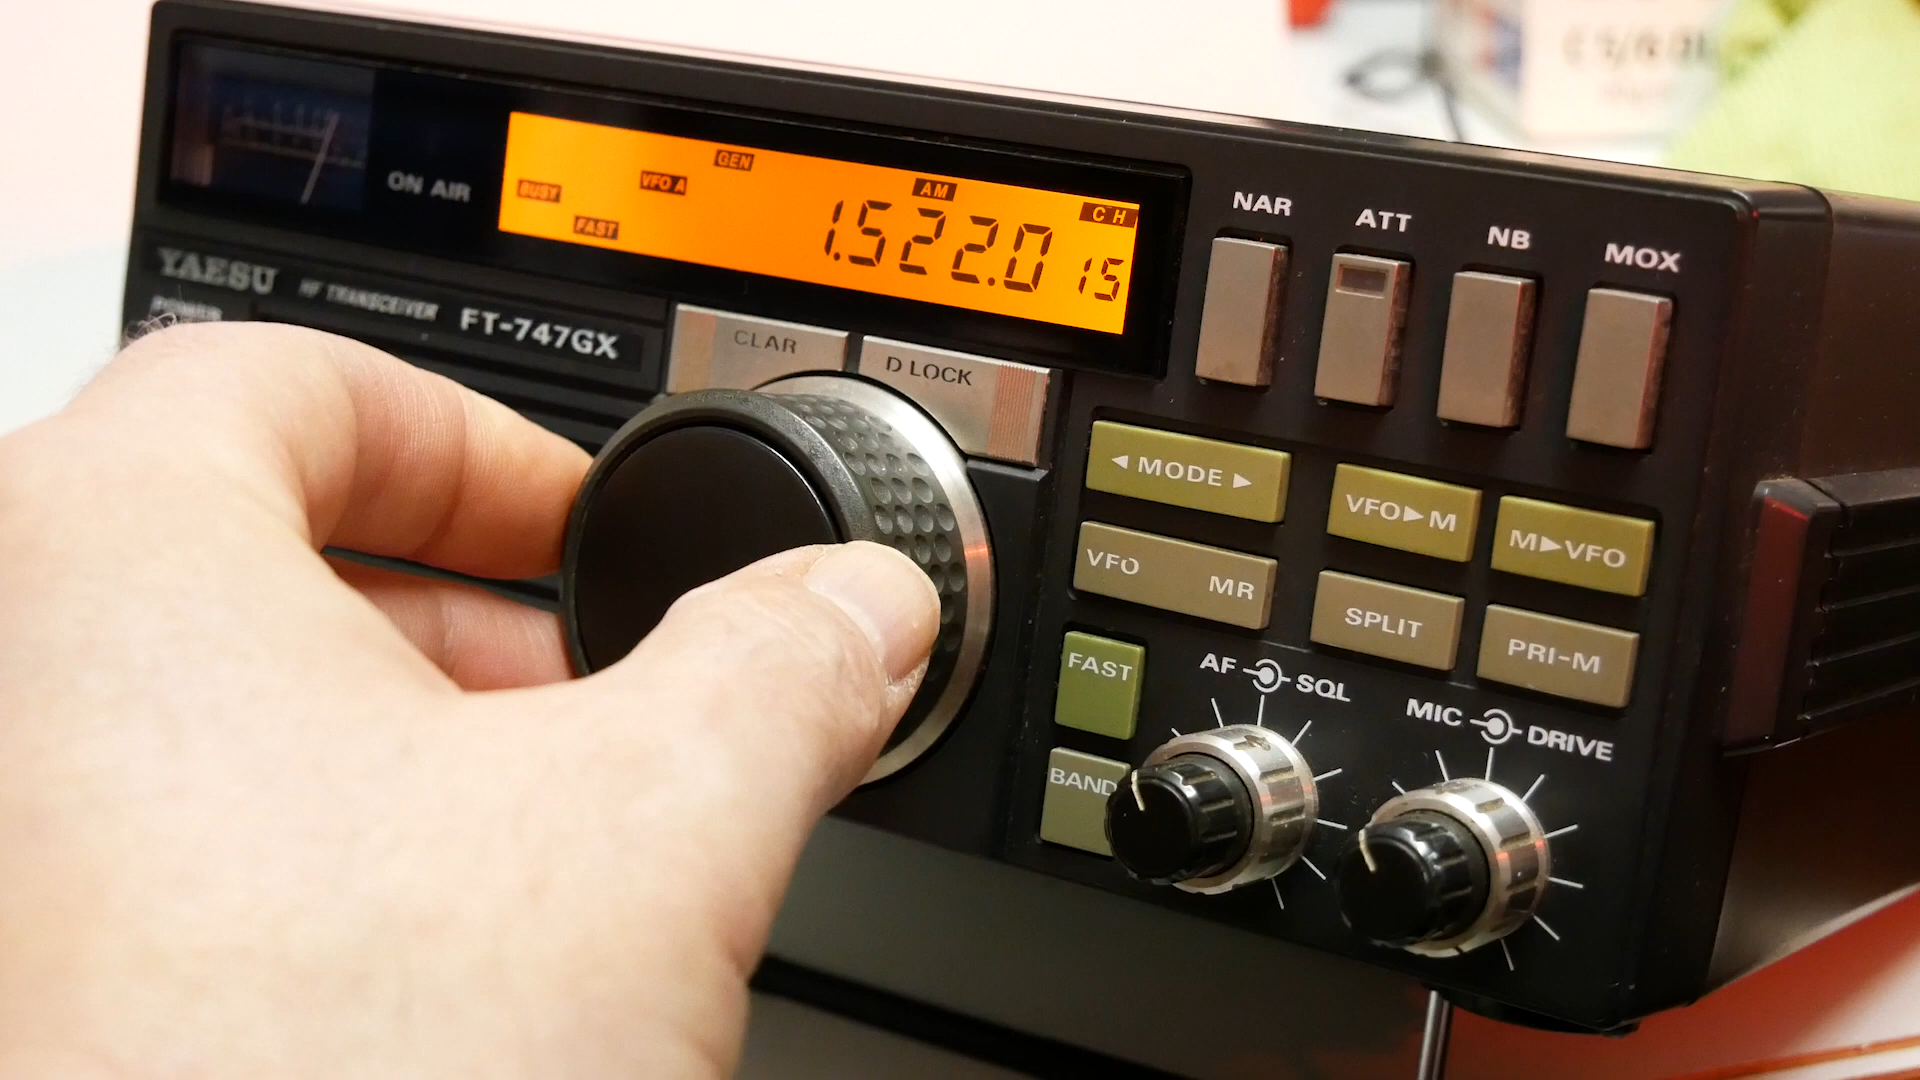 ON AIR
BUSY
FAST
VFO A
GEN
AM
1.522.0
CH
15
YAESU
HF TRANSCEIVER
FT-747GX
POWER
CLAR
D LOCK
NAR
ATT
NB
MOX
◀ MODE ▶
VFO▶M
M▶VFO
VFO MR
SPLIT
PRI-M
FAST
BAND
AF SQL
MIC DRIVE